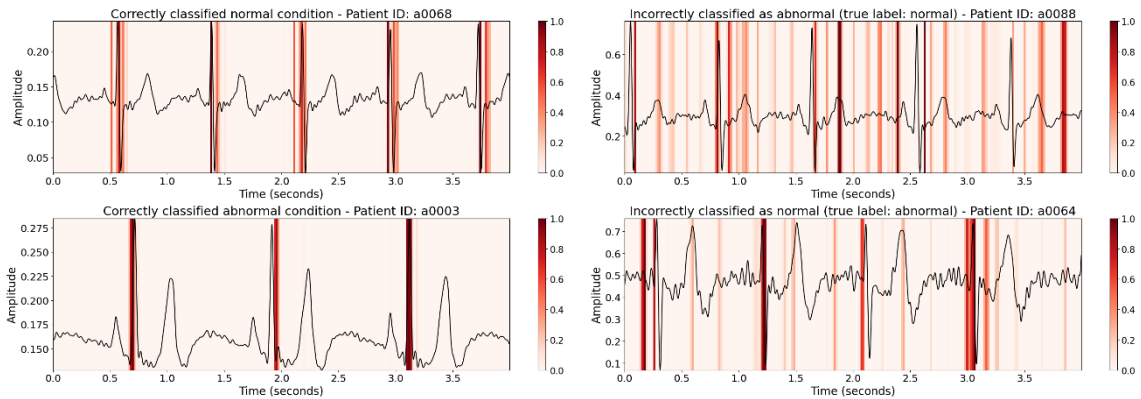 Correctly classified normal condition - Patient ID: a0068
Amplitude
0.20
0.15
0.10
0.05
0.0 0.5 1.0 1.5 2.0 2.5 3.0 3.5
Time (seconds)
1.0
0.8
0.6
0.4
0.2
0.0
Incorrectly classified as abnormal (true label: normal) - Patient ID: a0088
Amplitude
0.6
0.4
0.2
0.0 0.5 1.0 1.5 2.0 2.5 3.0 3.5
Time (seconds)
1.0
0.8
0.6
0.4
0.2
0.0
Correctly classified abnormal condition - Patient ID: a0003
Amplitude
0.275
0.250
0.225
0.200
0.175
0.150
0.0 0.5 1.0 1.5 2.0 2.5 3.0 3.5
Time (seconds)
1.0
0.8
0.6
0.4
0.2
0.0
Incorrectly classified as normal (true label: abnormal) - Patient ID: a0064
Amplitude
0.7
0.6
0.5
0.4
0.3
0.2
0.1
0.0 0.5 1.0 1.5 2.0 2.5 3.0 3.5
Time (seconds)
1.0
0.8
0.6
0.4
0.2
0.0